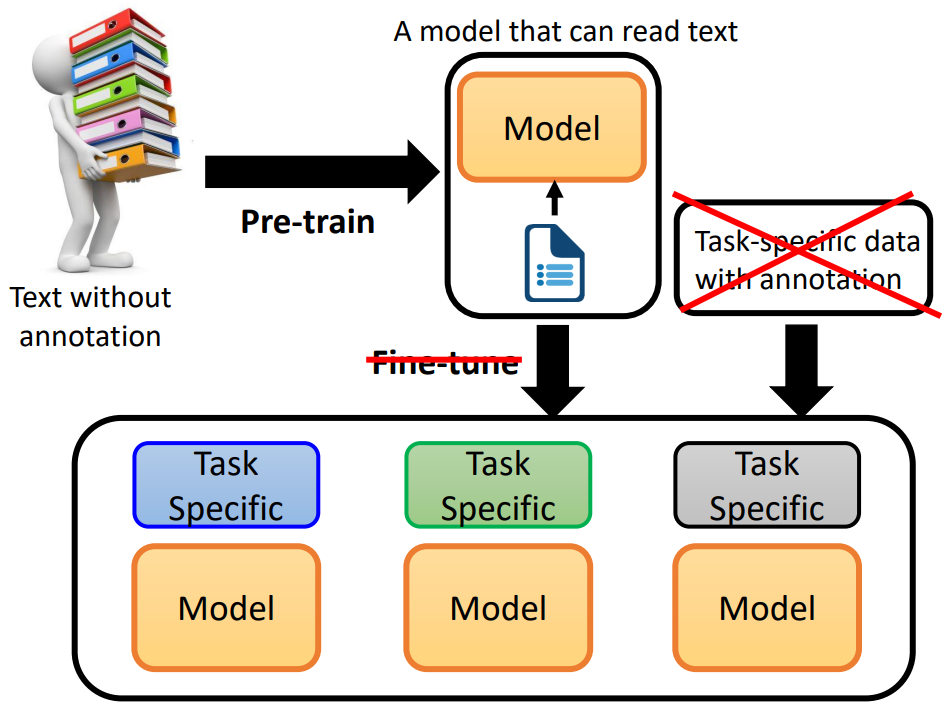 A model that can read text
Model
Pre-train
Text without
annotation
Task-specific data
with annotation
Fine-tune
Task
Specific
Task
Specific
Task
Specific
Model
Model
Model